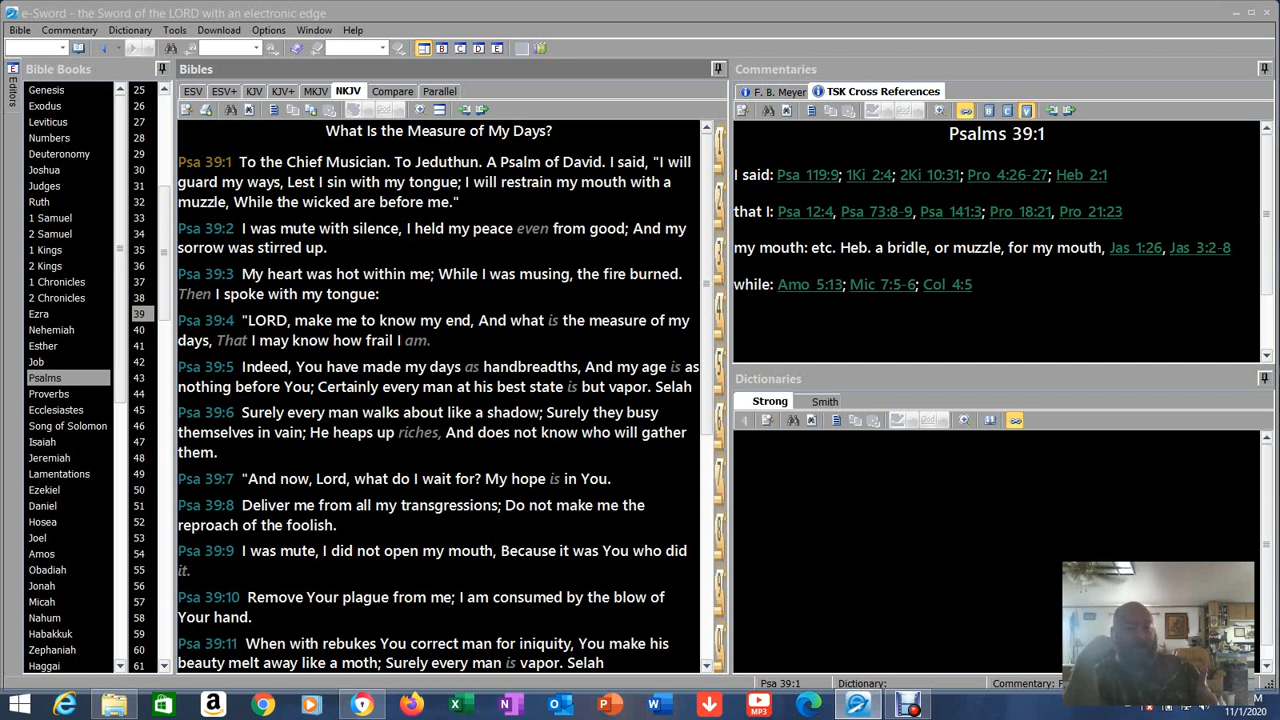 e-Sword - the Sword of the LORD with an electronic edge
Bible Commentary Dictionary Tools Download Options Window Help
B C D E
Editors
Bible Books
Genesis
Exodus
Leviticus
Numbers
Deuteronomy
Joshua
Judges
Ruth
1 Samuel
2 Samuel
1 Kings
2 Kings
1 Chronicles
2 Chronicles
Ezra
Nehemiah
Esther
Job
Psalms
Proverbs
Ecclesiastes
Song of Solomon
Isaiah
Jeremiah
Lamentations
Ezekiel
Daniel
Hosea
Joel
Amos
Obadiah
Jonah
Micah
Nahum
Habakkuk
Zephaniah
Haggai
25
26
27
28
29
30
31
32
33
34
35
36
37
38
39
40
41
42
43
44
45
46
47
48
49
50
51
52
53
54
55
56
57
58
59
60
61
Bibles
ESV ESV+ KJV KJV+ MKJV NKJV Compare Parallel
What Is the Measure of My Days?
Psa 39:1 To the Chief Musician. To Jeduthun. A Psalm of David. I said, "I will
guard my ways, Lest I sin with my tongue; I will restrain my mouth with a
muzzle, While the wicked are before me."
Psa 39:2 I was mute with silence, I held my peace even from good; And my
sorrow was stirred up.
Psa 39:3 My heart was hot within me; While I was musing, the fire burned.
Then I spoke with my tongue:
Psa 39:4 "LORD, make me to know my end, And what is the measure of my
days, That I may know how frail I am.
Psa 39:5 Indeed, You have made my days as handbreadths, And my age is as
nothing before You; Certainly every man at his best state is but vapor. Selah
Psa 39:6 Surely every man walks about like a shadow; Surely they busy
themselves in vain; He heaps up riches, And does not know who will gather
them.
Psa 39:7 "And now, Lord, what do I wait for? My hope is in You.
Psa 39:8 Deliver me from all my transgressions; Do not make me the
reproach of the foolish.
Psa 39:9 I was mute, I did not open my mouth, Because it was You who did
it.
Psa 39:10 Remove Your plague from me; I am consumed by the blow of
Your hand.
Psa 39:11 When with rebukes You correct man for iniquity, You make his
beauty melt away like a moth; Surely every man is vapor. Selah
1
2
3
4
5
6
7
8
9
Commentaries
F. B. Meyer TSK Cross References
B C V
Psalms 39:1
I said: Psa 119:9; 1Ki 2:4; 2Ki 10:31; Pro 4:26-27; Heb 2:1
that I: Psa 12:4, Psa 73:8-9, Psa 141:3; Pro 18:21, Pro 21:23
my mouth: etc. Heb. a bridle, or muzzle, for my mouth, Jas 1:26, Jas 3:2-8
while: Amo 5:13; Mic 7:5-6; Col 4:5
Dictionaries
Strong Smith
Psa 39:1 Dictionary: Commentary:
MP3
11/1/2020